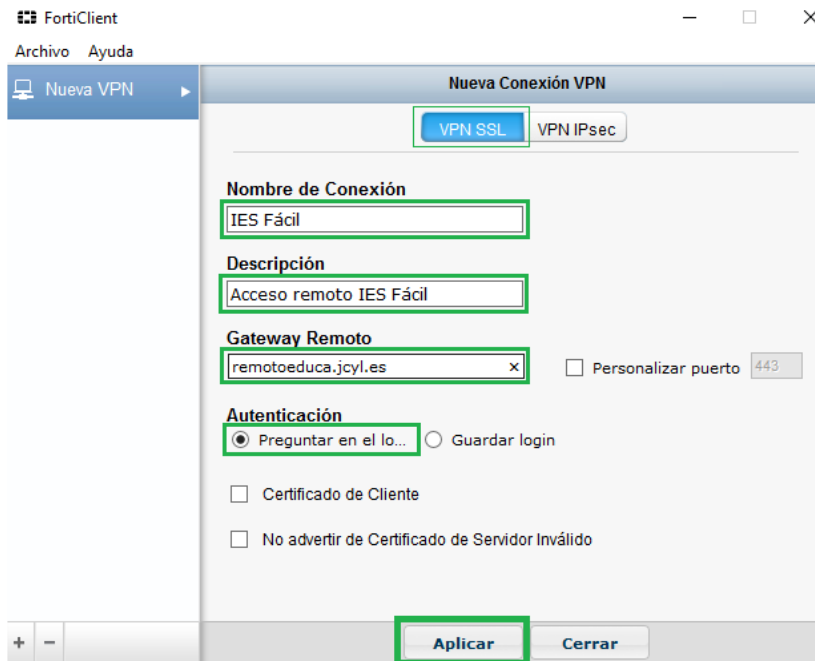 FortiClient
Archivo Ayuda
Nueva VPN
Nueva Conexión VPN
VPN SSL VPN IPsec
Nombre de Conexión
IES Fácil
Descripción
Acceso remoto IES Fácil
Gateway Remoto
remotoeduca.jcyl.es Personalizar puerto 443
Autenticación
Preguntar en el lo... Guardar login
Certificado de Cliente
No advertir de Certificado de Servidor Inválido
Aplicar Cerrar